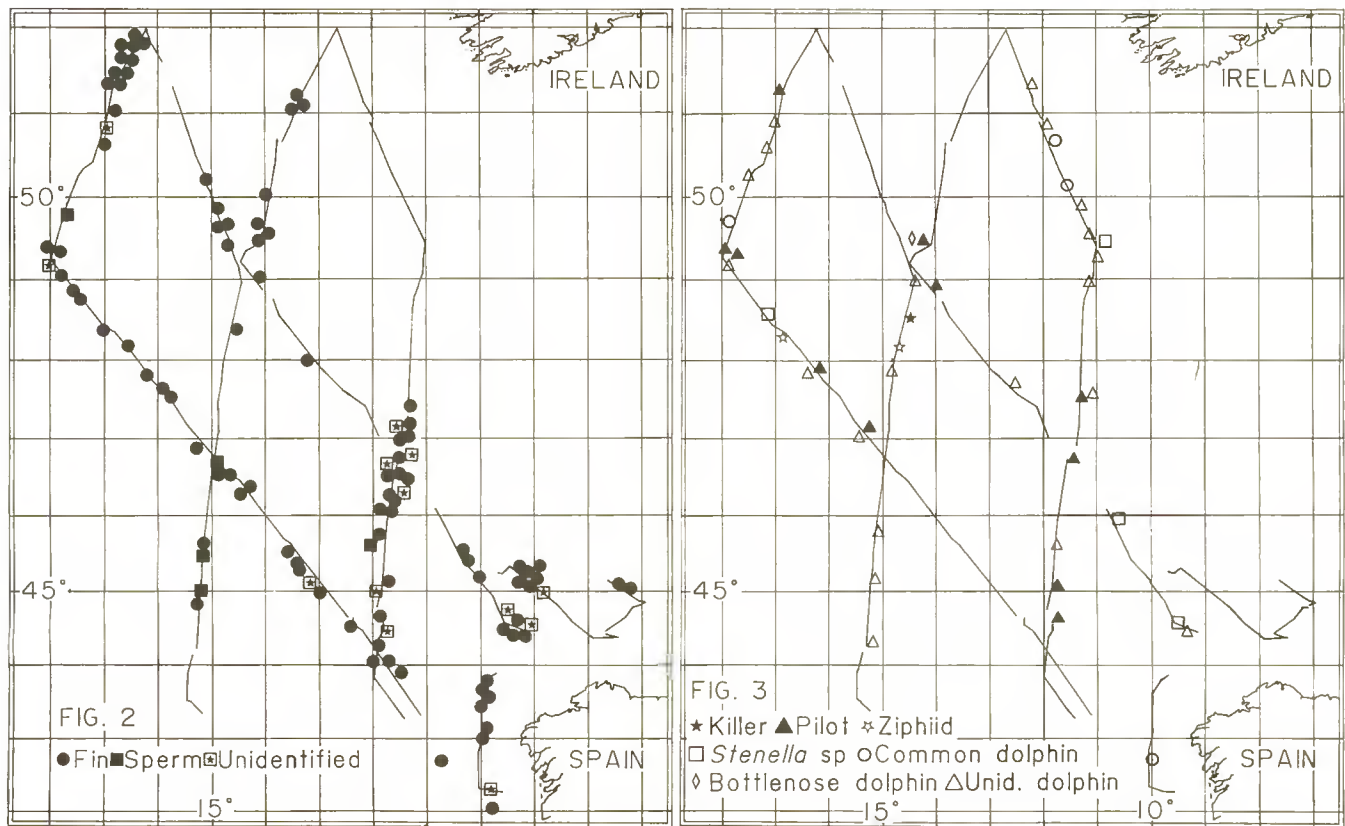 IRELAND
50°
45°
FIG. 2
Fin Sperm Unidentified
SPAIN
15°
IRELAND
50°
45°
FIG. 3
Killer Pilot Ziphiid
Stenella sp Common dolphin
Bottlenose dolphin Unid. dolphin
SPAIN
15°
10°